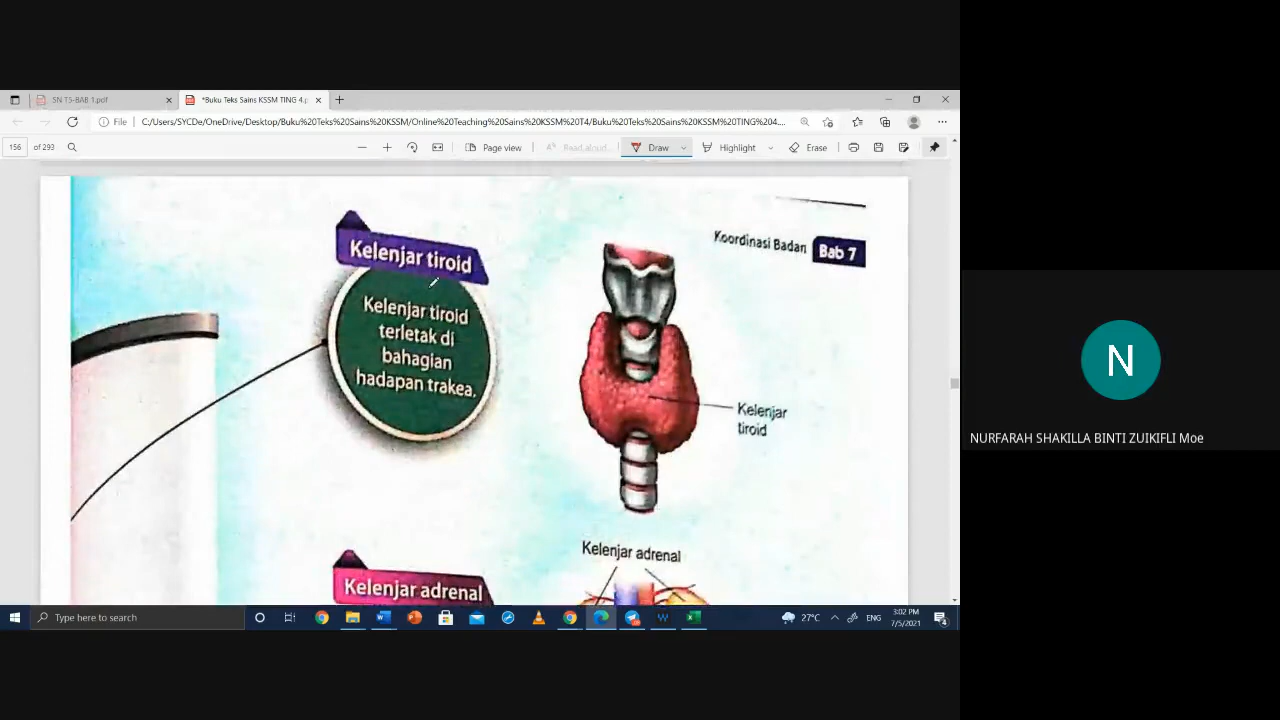 SN T5-BAB 1.pdf
*Buku Teks Sains KSSM TING 4.p
File
C:/Users/SYCDe/OneDrive/Desktop/Buku%20Teks%20Sains%20KSSM/Online%20Teaching%20Sains%20KSSM%20T4/Buku%20Teks%20Sains%20KSSM%20TING%204....
156 of 293
Page view
Read aloud
Draw
Highlight
Erase
Koordinasi Badan Bab 7
Kelenjar tiroid
Kelenjar tiroid
terletak di
bahagian
hadapan trakea.
Kelenjar
tiroid
Kelenjar adrenal
Kelenjar adrenal
N
NURFARAH SHAKILLA BINTI ZUIKIFLI Moe
Type here to search
27°C
ENG
3:02 PM
7/5/2021
4